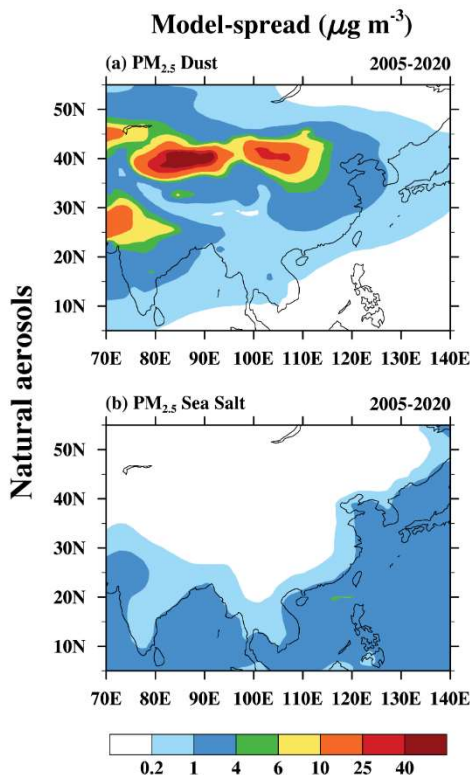 Model-spread (μg m⁻³)
(a) PM₂.₅ Dust 2005-2020
50N
40N
30N
20N
10N
70E 80E 90E 100E 110E 120E 130E 140E
Natural aerosols
(b) PM₂.₅ Sea Salt 2005-2020
50N
40N
30N
20N
10N
70E 80E 90E 100E 110E 120E 130E 140E
0.2 1 4 6 10 25 40